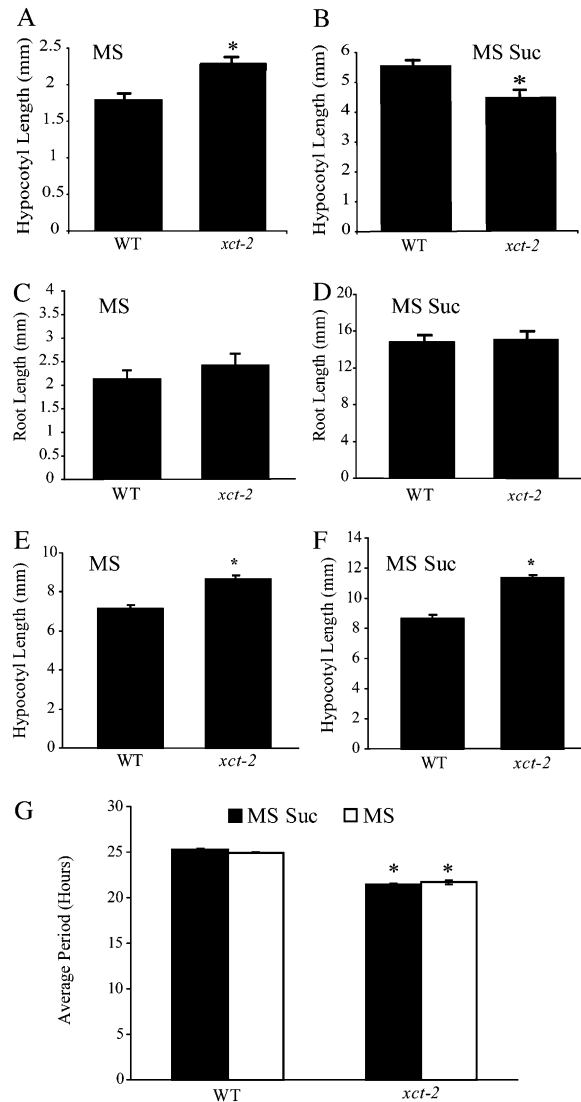 A
MS
Hypocotyl Length (mm)
2.5
2
1.5
1
0.5
0
*
WT
xct-2
B
MS Suc
Hypocotyl Length (mm)
6
5
4
6
2
1
0
*
WT
xct-2
C
MS
Root Length (mm)
4
3.5
3
2.5
2
1.5
1
0.5
0
WT
xct-2
D
MS Suc
Root Length (mm)
20
16
12
8
4
0
WT
xct-2
E
MS
Hypocotyl Length (mm)
10
8
6
4
2
0
*
WT
xct-2
F
MS Suc
Hypocotyl Length (mm)
14
12
10
8
6
4
2
0
*
WT
xct-2
G
MS Suc
MS
Average Period (Hours)
30
25
20
15
10
5
0
* *
WT
xct-2